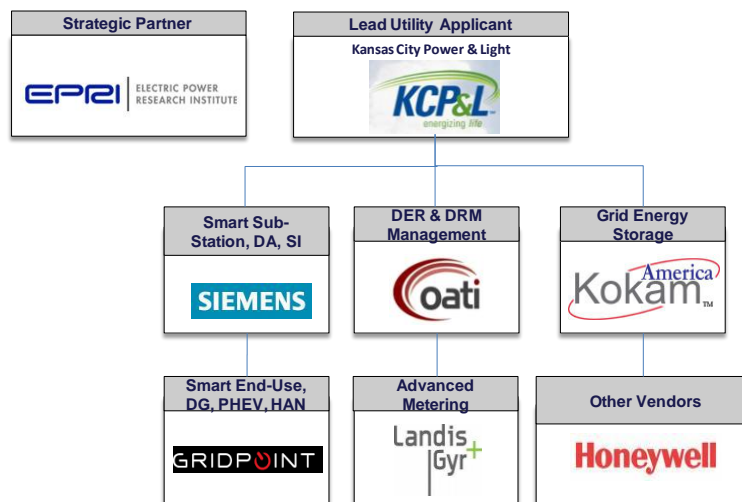 Strategic Partner
EPRI
ELECTRIC POWER
RESEARCH INSTITUTE
Lead Utility Applicant
Kansas City Power & Light
KCP&L
energizing life
Smart Sub-
Station, DA, SI
SIEMENS
DER & DRM
Management
Oati
Grid Energy
Storage
America
Kokam™
Smart End-Use,
DG, PHEV, HAN
GRIDPOINT
Advanced
Metering
Landis
Gyr+
Other Vendors
Honeywell